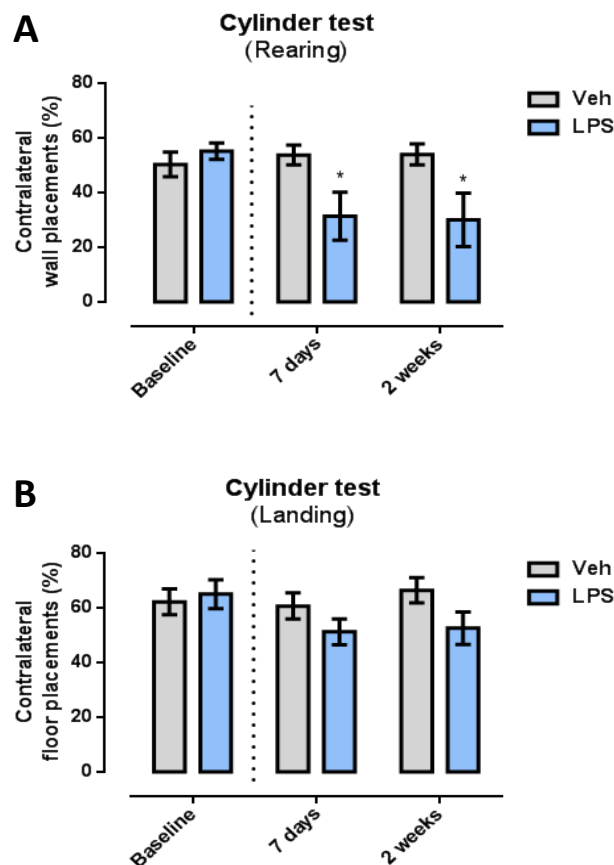 A
Cylinder test
(Rearing)
Contralateral
wall placements (%)
80
60
40
20
0
*
*
Veh
LPS
Baseline
7 days
2 weeks
B
Cylinder test
(Landing)
Contralateral
floor placements (%)
80
60
40
20
0
Veh
LPS
Baseline
7 days
2 weeks